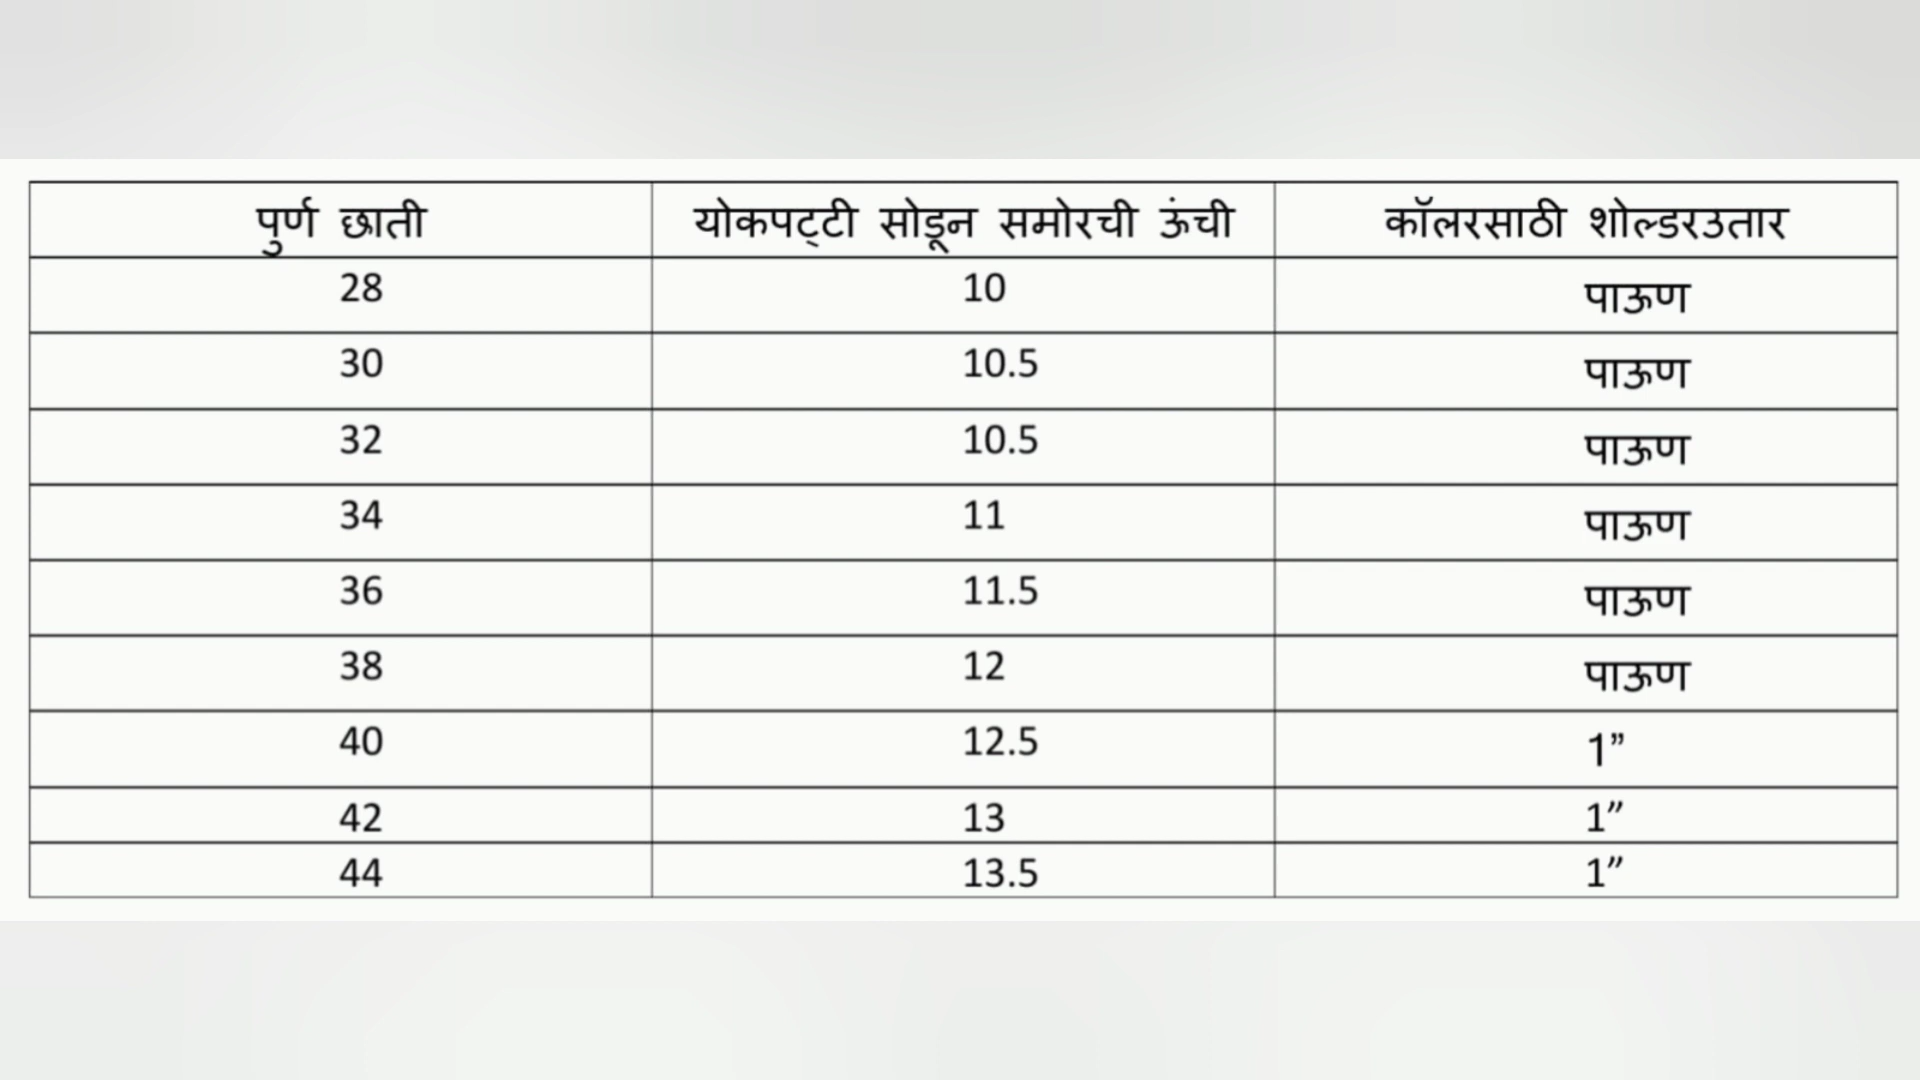 पुर्ण छाती योकपट्टी सोडून समोरची ऊंची कॉलरसाठी शोल्डरउतार
28 10 पाऊण
30 10.5 पाऊण
32 10.5 पाऊण
34 11 पाऊण
36 11.5 पाऊण
38 12 पाऊण
40 12.5 1”
42 13 1”
44 13.5 1”